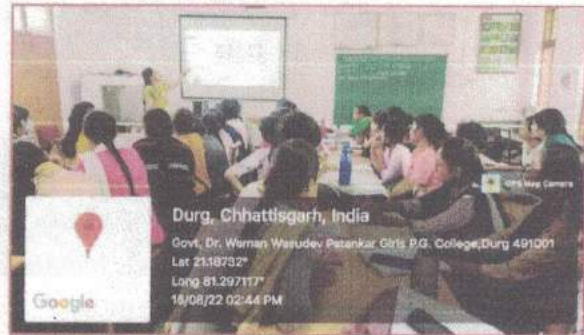 GPS Map Camera
Durg, Chhattisgarh, India
Govt. Dr. Waman Wasudev Patankar Girls P.G. College,Durg 491001
Lat 21.18732°
Long 81.297117°
16/08/22 02:44 PM
Google